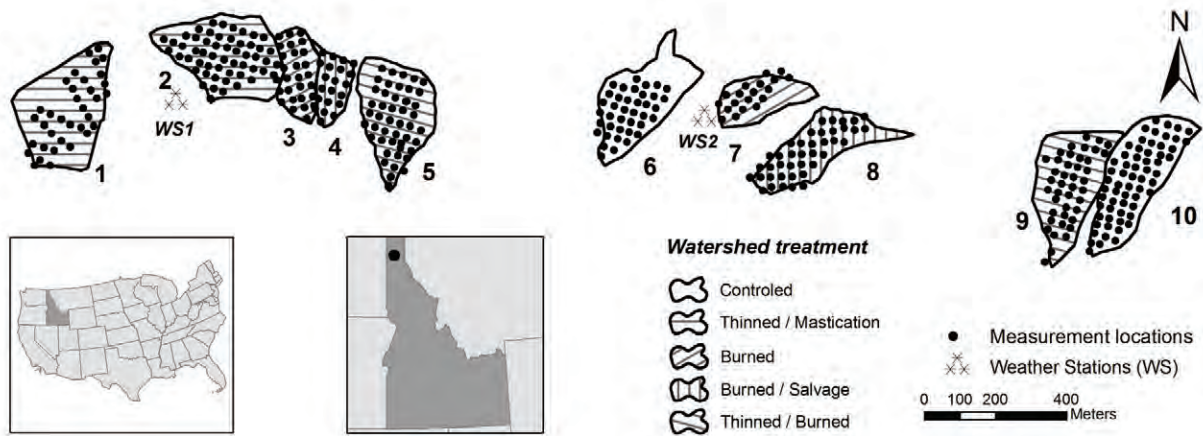 N
1
2
WS1
3
4
5
6
WS2
7
8
9
10
Watershed treatment
Controled
Thinned / Mastication
Burned
Burned / Salvage
Thinned / Burned
Measurement locations
Weather Stations (WS)
0 100 200 400
Meters